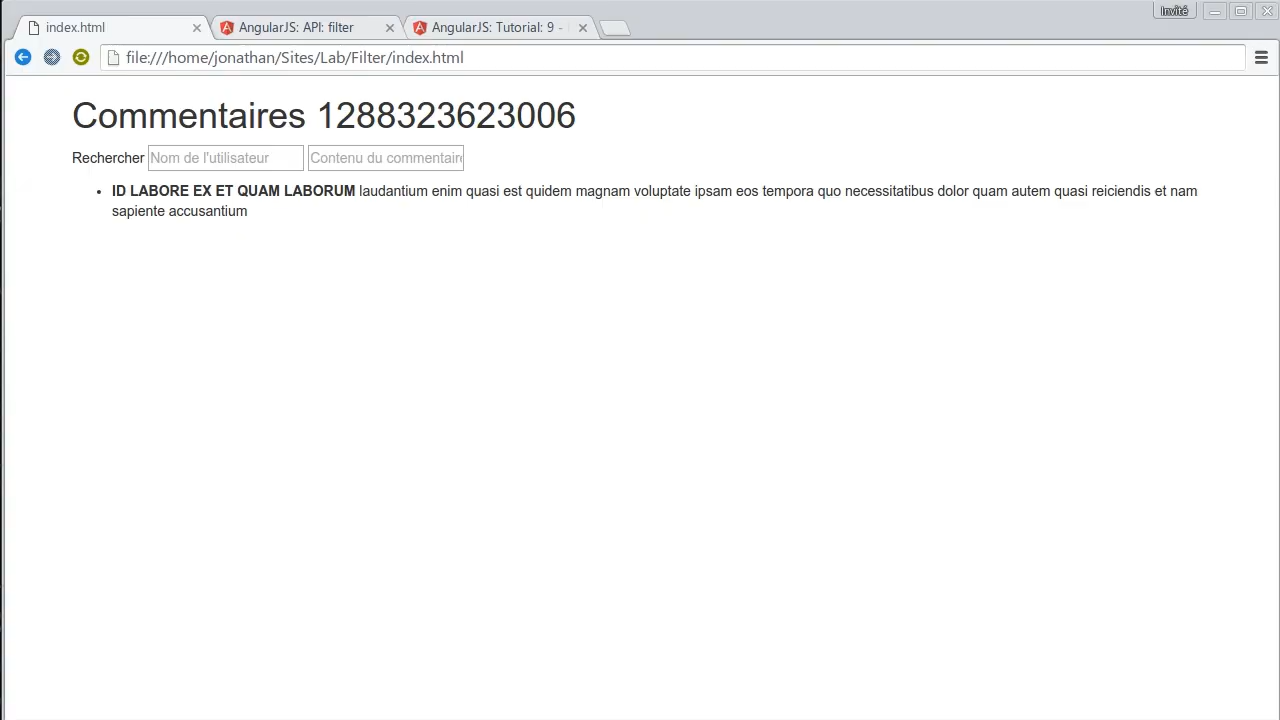 Invité
index.html
AngularJS: API: filter
AngularJS: Tutorial: 9 -
file:///home/jonathan/Sites/Lab/Filter/index.html
Commentaires 1288323623006
Rechercher Nom de l'utilisateur Contenu du commentaire
• ID LABORE EX ET QUAM LABORUM laudantium enim quasi est quidem magnam voluptate ipsam eos tempora quo necessitatibus dolor quam autem quasi reiciendis et nam
sapiente accusantium